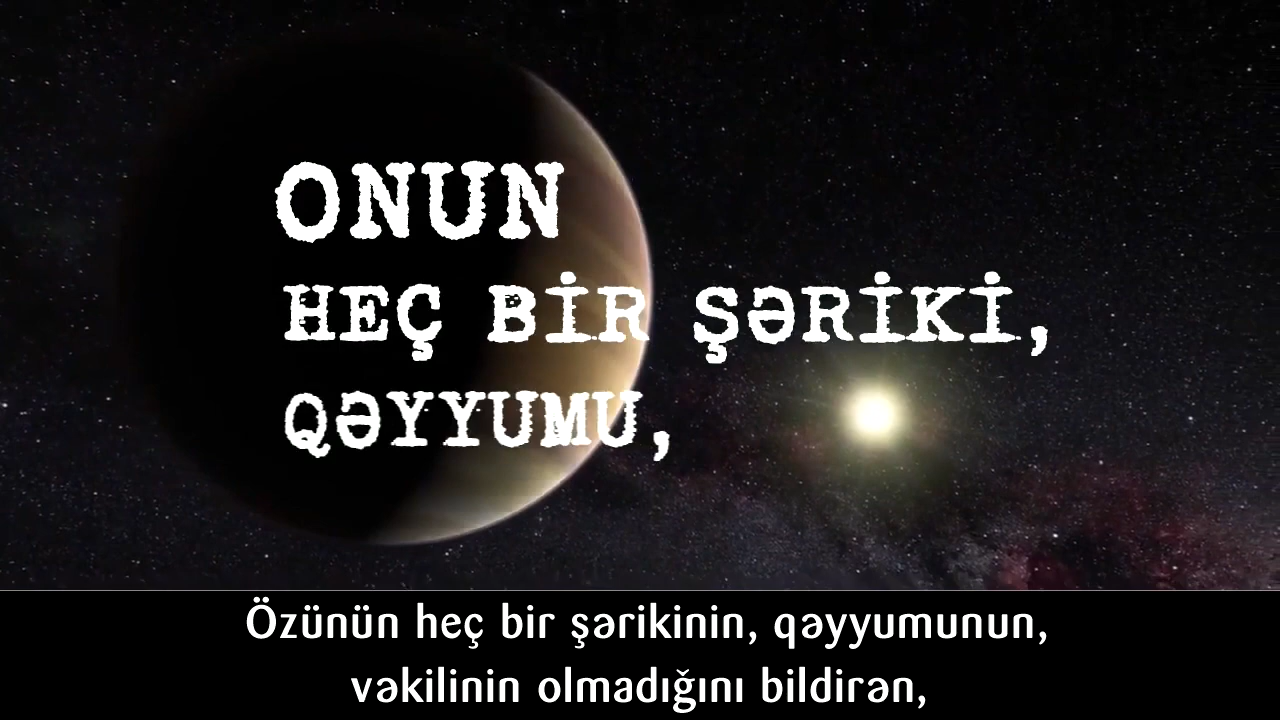 ONUN
HEÇ BİR ŞƏRİKİ,
QƏYYUMU,
Özünün heç bir şərikinin, qəyyumunun,
vəkilinin olmadığını bildirən,